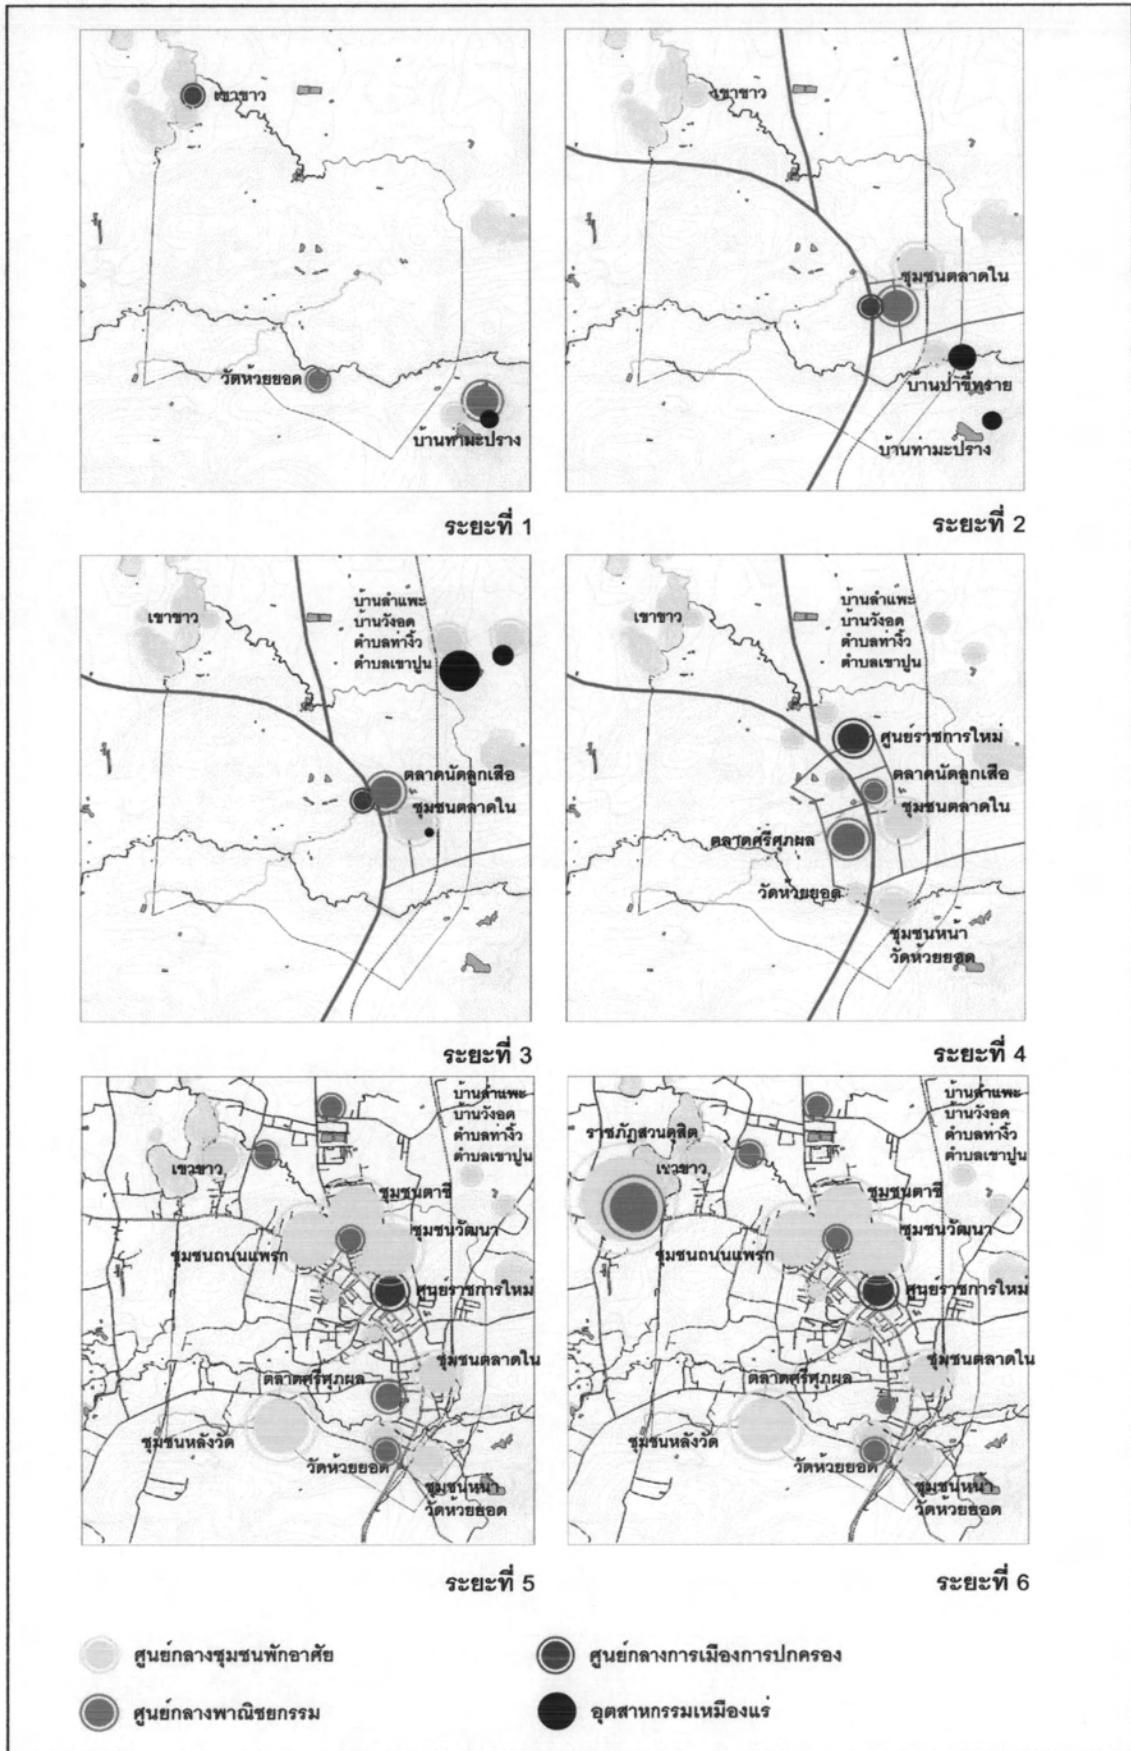 เขาขาว
วัดห้วยยอด
บ้านท่ามะปราง
ระยะที่ 1
เขาขาว
ชุมชนตลาดใน
บ้านป่าขี้ทราย
บ้านท่ามะปราง
ระยะที่ 2
เขาขาว
บ้านลำแพะ
บ้านวังอด
ตำบลท่างิ้ว
ตำบลเขาปูน
ตลาดนัดลูกเสือ
ชุมชนตลาดใน
ระยะที่ 3
เขาขาว
บ้านลำแพะ
บ้านวังอด
ตำบลท่างิ้ว
ตำบลเขาปูน
ศูนย์ราชการใหม่
ตลาดนัดลูกเสือ
ชุมชนตลาดใน
ตลาดศรีศุภผล
วัดห้วยยอด
ชุมชนหน้า
วัดห้วยยอด
ระยะที่ 4
บ้านลำแพะ
บ้านวังอด
ตำบลท่างิ้ว
ตำบลเขาปูน
เขาขาว
ชุมชนตาชี
ชุมชนวัฒนา
ชุมชนถนนแพรก
ศูนย์ราชการใหม่
ชุมชนตลาดใน
ตลาดศรีศุภผล
ชุมชนหลังวัด
วัดห้วยยอด
ชุมชนหน้า
วัดห้วยยอด
ระยะที่ 5
บ้านลำแพะ
บ้านวังอด
ตำบลท่างิ้ว
ตำบลเขาปูน
ราชภัฏสวนดุสิต
เขาขาว
ชุมชนตาชี
ชุมชนวัฒนา
ชุมชนถนนแพรก
ศูนย์ราชการใหม่
ชุมชนตลาดใน
ตลาดศรีศุภผล
ชุมชนหลังวัด
วัดห้วยยอด
ชุมชนหน้า
วัดห้วยยอด
ระยะที่ 6
ศูนย์กลางชุมชนพักอาศัย
ศูนย์กลางการเมืองการปกครอง
ศูนย์กลางพาณิชยกรรม
อุตสาหกรรมเหมืองแร่